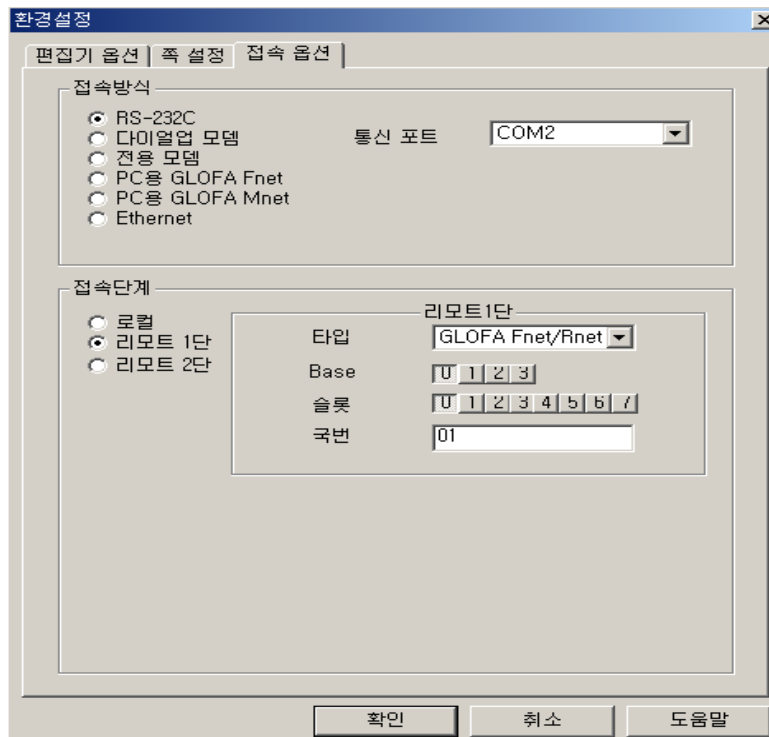 환경설정
편집기 옵션 쪽 설정 접속 옵션
접속방식
RS-232C
다이얼업 모뎀
전용 모뎀
PC용 GLOFA Fnet
PC용 GLOFA Mnet
Ethernet
통신 포트 COM2
접속단계
로컬
리모트 1단
리모트 2단
리모트1단
타입 GLOFA Fnet/Rnet
Base 0 1 2 3
슬롯 0 1 2 3 4 5 6 7
국번 01
확인 취소 도움말